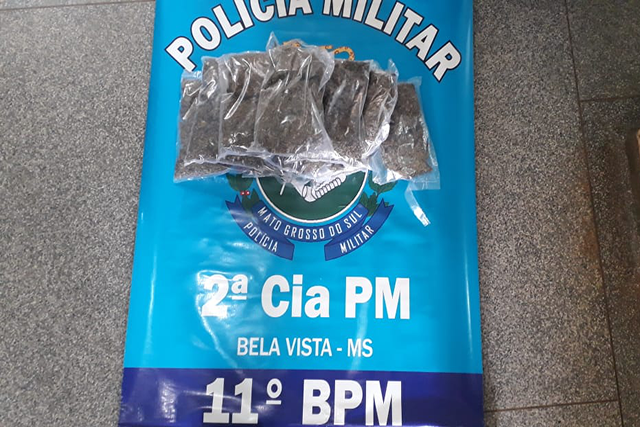 POLÍCIA MILITAR
MATO GROSSO DO SUL
POLÍCIA MILITAR
2ª Cia PM
BELA VISTA - MS
11º BPM